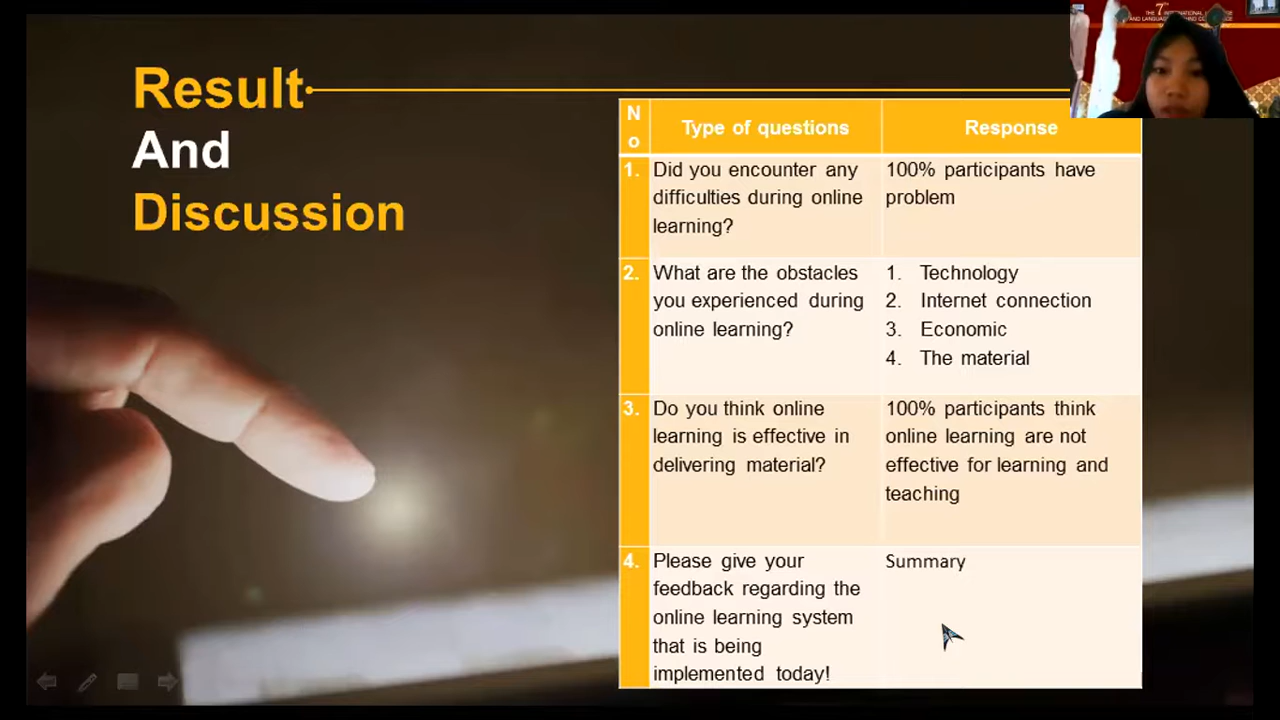 Result
And
Discussion
THE 7
AND LANGUAGE
N
o
Type of questions
Response
1.
Did you encounter any
difficulties during online
learning?
100% participants have
problem
2.
What are the obstacles
you experienced during
online learning?
1. Technology
2. Internet connection
3. Economic
4. The material
3.
Do you think online
learning is effective in
delivering material?
100% participants think
online learning are not
effective for learning and
teaching
4.
Please give your
feedback regarding the
online learning system
that is being
implemented today!
Summary